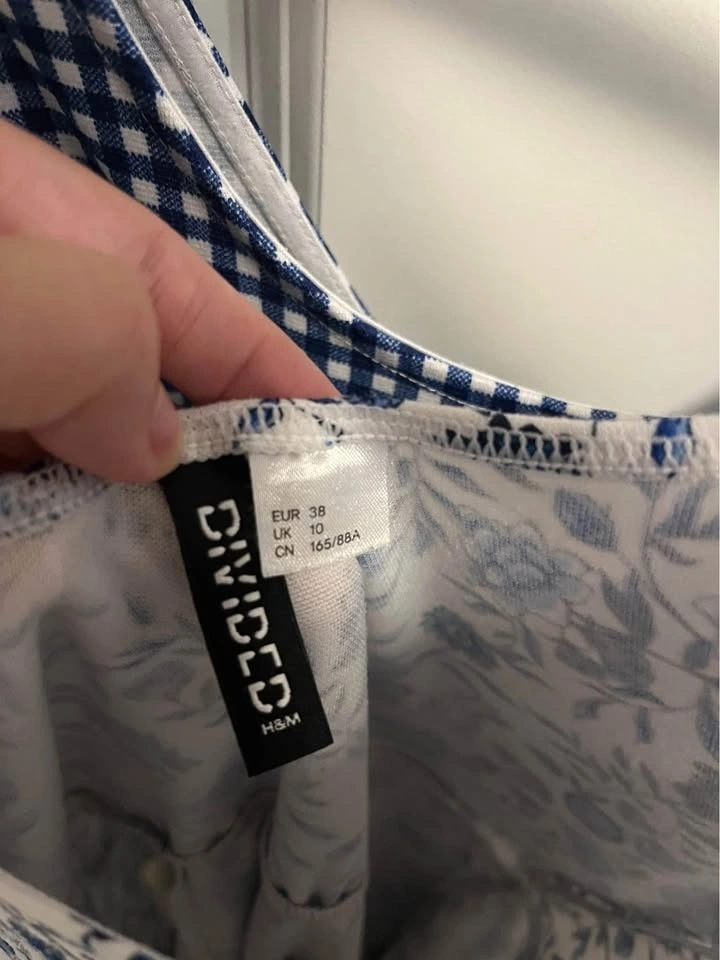 DIVIDED
H&M
EUR 38
UK 10
CN 165/88A